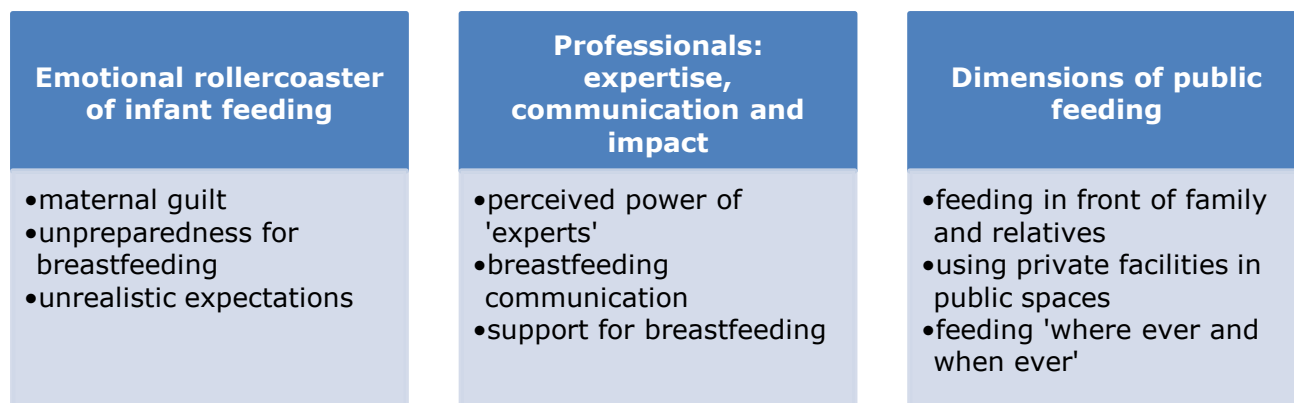 Emotional rollercoaster
of infant feeding
•maternal guilt
•unpreparedness for
breastfeeding
•unrealistic expectations
Professionals:
expertise,
communication and
impact
•perceived power of
'experts'
•breastfeeding
communication
•support for breastfeeding
Dimensions of public
feeding
•feeding in front of family
and relatives
•using private facilities in
public spaces
•feeding 'where ever and
when ever'